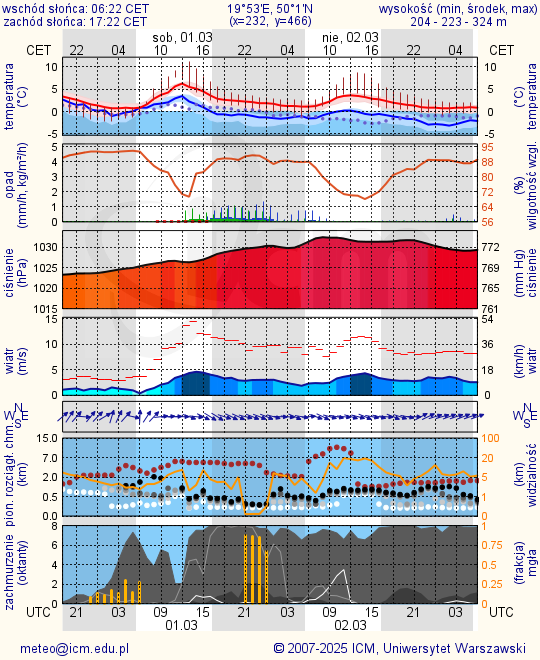 wschód słońca: 06:22 CET 19°53'E, 50°1'N wysokość (min, środek, max)
zachód słońca: 17:22 CET (x=232, y=466) 204 - 223 - 324 m
sob, 01.03 nie, 02.03
CET 22 04 10 16 22 04 10 16 22 04 CET
temperatura (°C)
10 5 0 -5
10 5 0 -5
(°C) temperatura
opad (mm/h, kg/m²/h)
5 4 3 2 1 0
95 88 80 72 64 56
(%) wilgotność wzgl.
ciśnienie (hPa)
1030 1025 1020 1015
772 769 765 761
(mm Hg) ciśnienie
wiatr (m/s)
15 10 5 0
54 36 18 0
(km/h) wiatr
N W E S
N W E S
pion. rozciągł. chm. (km)
15.0 7.0 2.0 0.5 0.0
100 20 5 1 0
(km) widzialność
zachmurzenie (oktanty)
8 6 4 2 0
1 0.75 0.5 0.25 0
(frakcja) mgła
UTC 21 03 09 15 21 03 09 15 21 03 UTC
01.03 02.03
meteo@icm.edu.pl © 2007-2025 ICM, Uniwersytet Warszawski